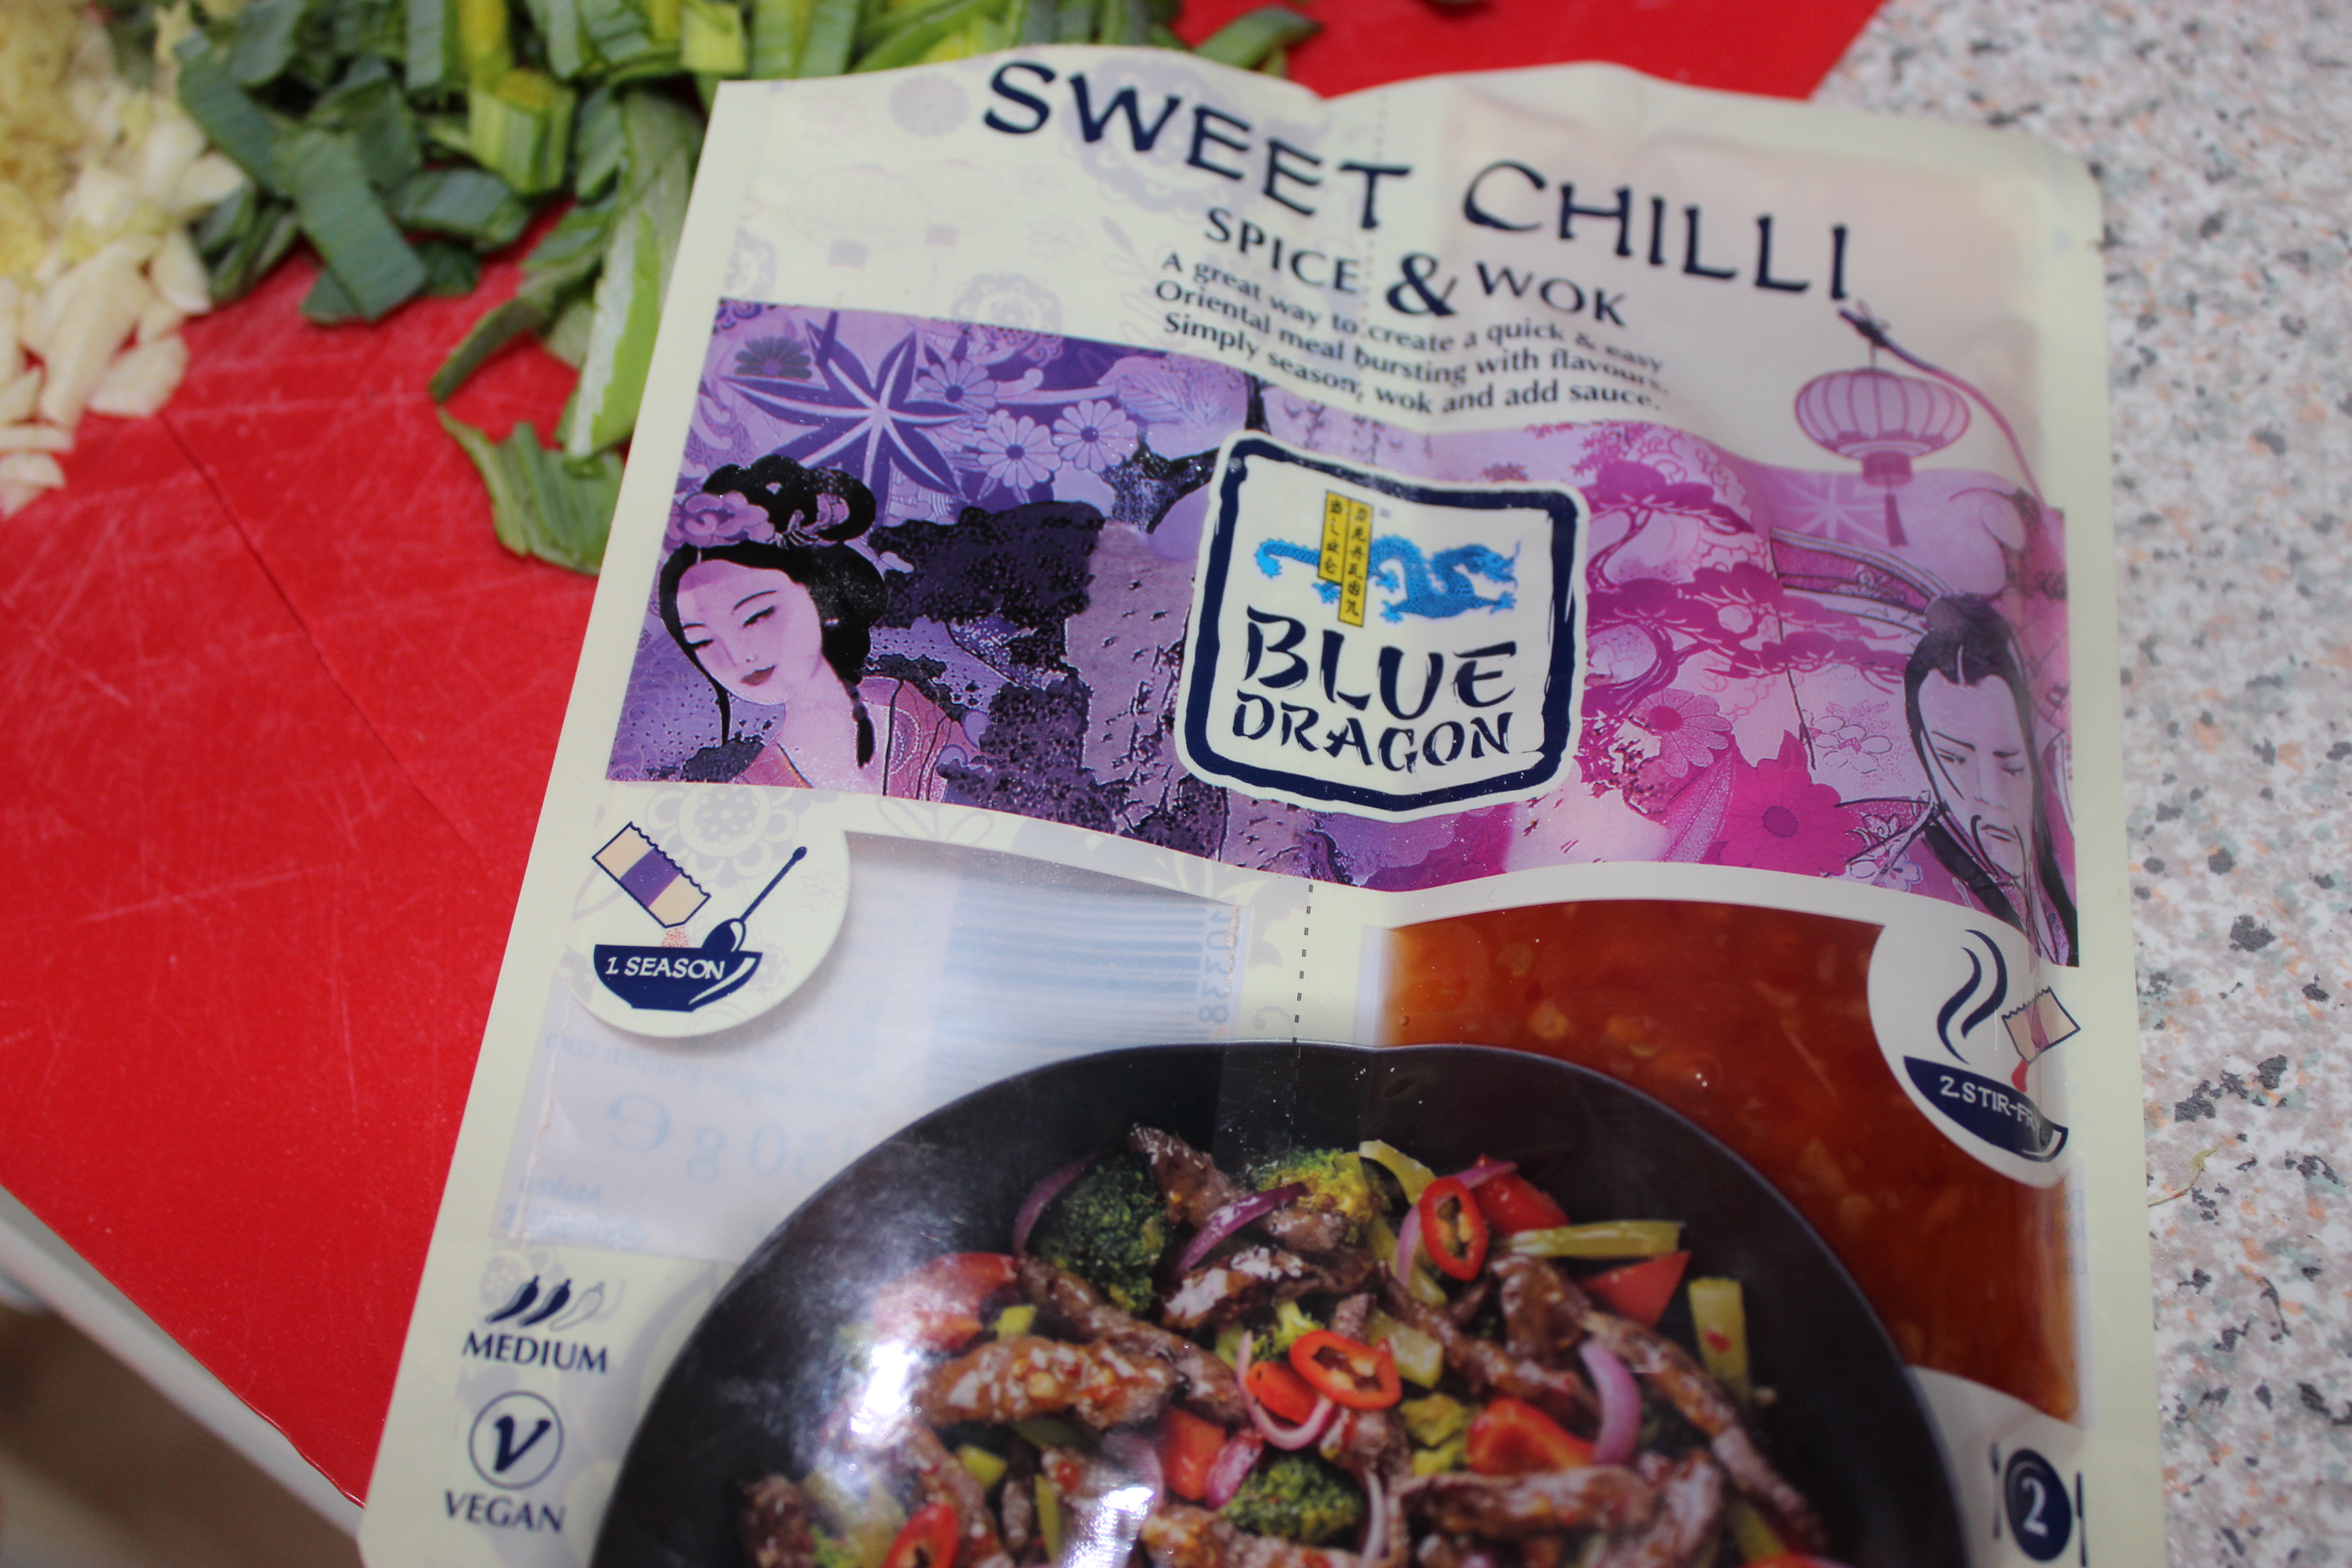 SWEET CHILLI
SPICE & WOK
A great way to create a quick & easy
Oriental meal bursting with flavours.
Simply season, wok and add sauce.
BLUE
DRAGON
1. SEASON
2. STIR-FR
MEDIUM
V
VEGAN
2